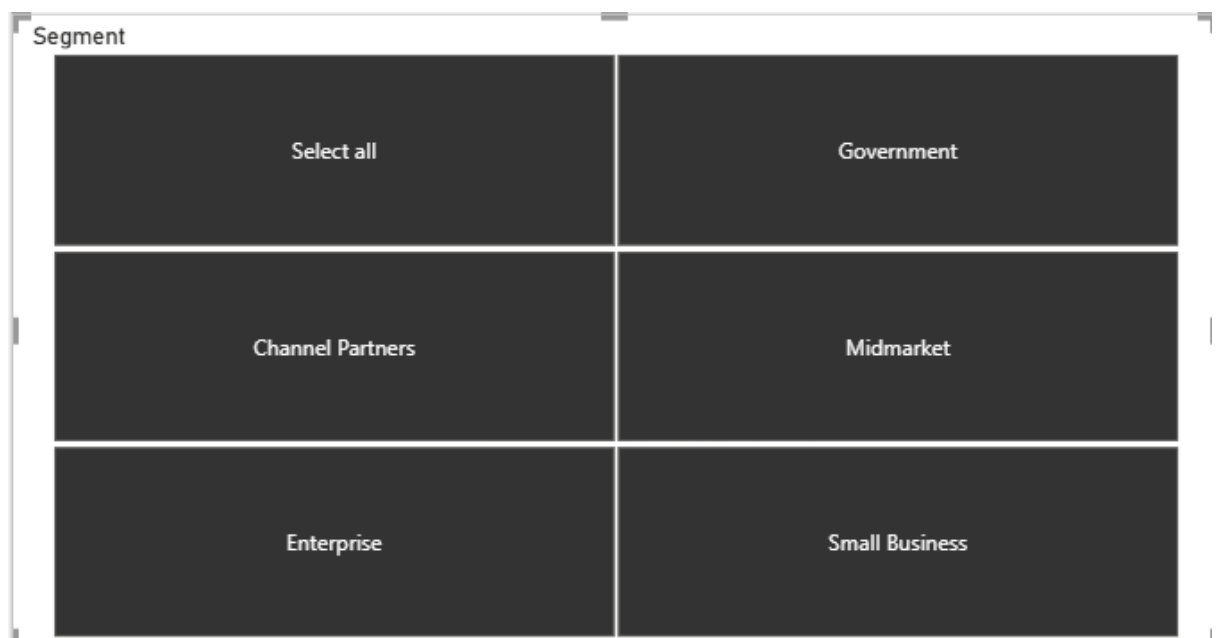 Segment
Select all
Government
Channel Partners
Midmarket
Enterprise
Small Business